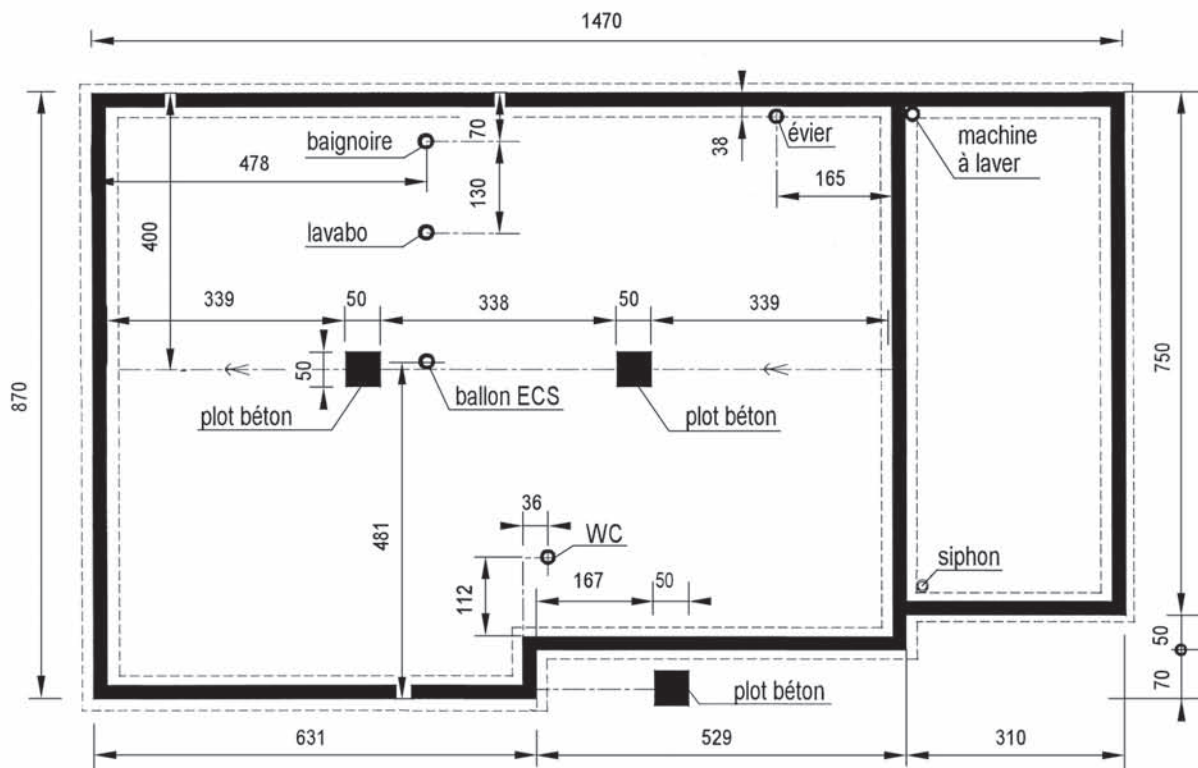 1470
70
baignoire
évier
machine
à laver
38
478
165
130
400
lavabo
339
50
338
50
339
50
750
870
ballon ECS
plot béton
plot béton
36
481
WC
siphon
167
50
112
50
plot béton
70
631
529
310